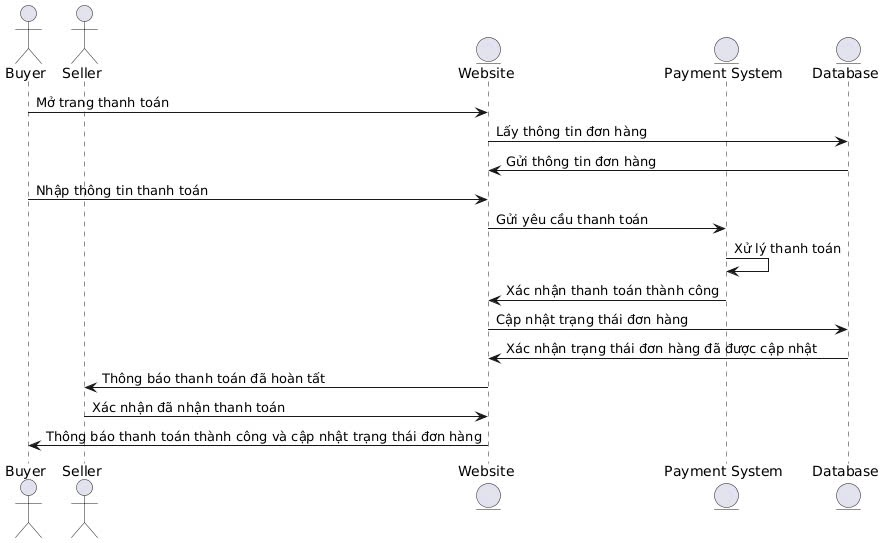 Buyer Seller Website Payment System Database
Mở trang thanh toán
Lấy thông tin đơn hàng
Gửi thông tin đơn hàng
Nhập thông tin thanh toán
Gửi yêu cầu thanh toán
Xử lý thanh toán
Xác nhận thanh toán thành công
Cập nhật trạng thái đơn hàng
Xác nhận trạng thái đơn hàng đã được cập nhật
Thông báo thanh toán đã hoàn tất
Xác nhận đã nhận thanh toán
Thông báo thanh toán thành công và cập nhật trạng thái đơn hàng
Buyer Seller Website Payment System Database